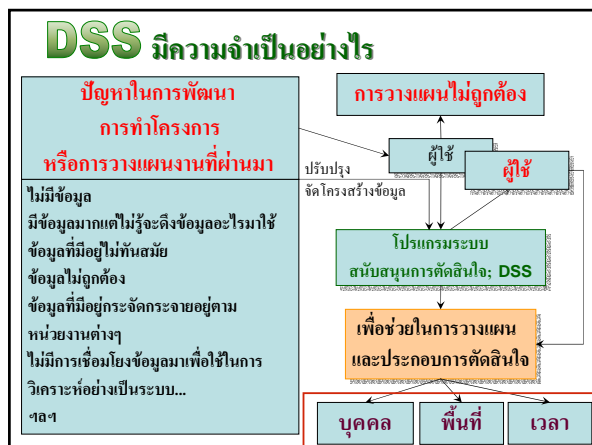 DSS มีความจำเป็นอย่างไร
ปัญหาในการพัฒนา
การทำโครงการ
หรือการวางแผนงานที่ผ่านมา
ไม่มีข้อมูล
มีข้อมูลมากแต่ไม่รู้จะดึงข้อมูลอะไรมาใช้
ข้อมูลที่มีอยู่ไม่ทันสมัย
ข้อมูลไม่ถูกต้อง
ข้อมูลที่มีอยู่กระจัดกระจายอยู่ตาม
หน่วยงานต่างๆ
ไม่มีการเชื่อมโยงข้อมูลมาเพื่อใช้ในการ
วิเคราะห์อย่างเป็นระบบ...
ฯลฯ
การวางแผนไม่ถูกต้อง
ผู้ใช้
ผู้ใช้
ปรับปรุง
จัดโครงสร้างข้อมูล
โปรแกรมระบบ
สนับสนุนการตัดสินใจ; DSS
เพื่อช่วยในการวางแผน
และประกอบการตัดสินใจ
บุคคล
พื้นที่
เวลา